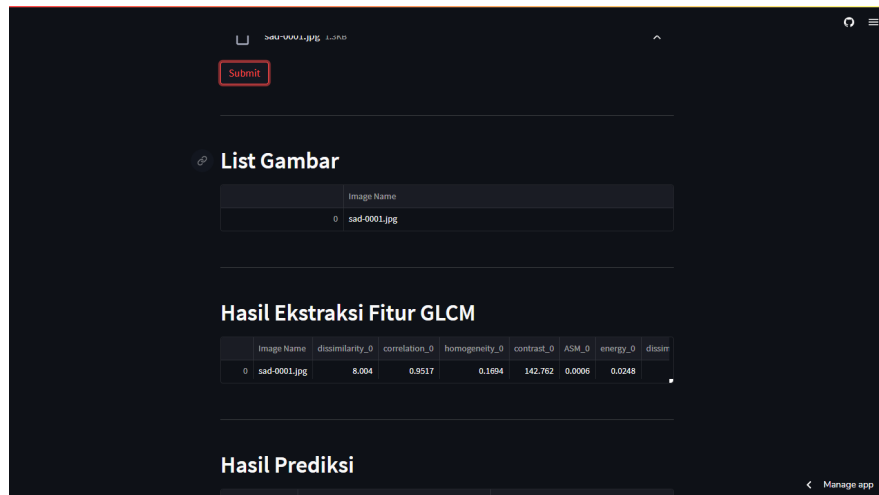 sad-0001.jpg 1.3KB
Submit
List Gambar
Image Name
0 sad-0001.jpg
Hasil Ekstraksi Fitur GLCM
Image Name dissimilarity_0 correlation_0 homogeneity_0 contrast_0 ASM_0 energy_0 dissim
0 sad-0001.jpg 8.004 0.9517 0.1694 142.762 0.0006 0.0248
Hasil Prediksi
Manage app